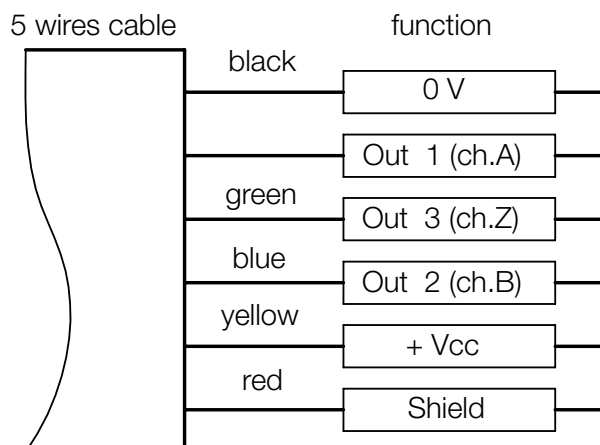 5 wires cable function
black
0 V
Out 1 (ch.A)
green
Out 3 (ch.Z)
blue
Out 2 (ch.B)
yellow
+ Vcc
red
Shield